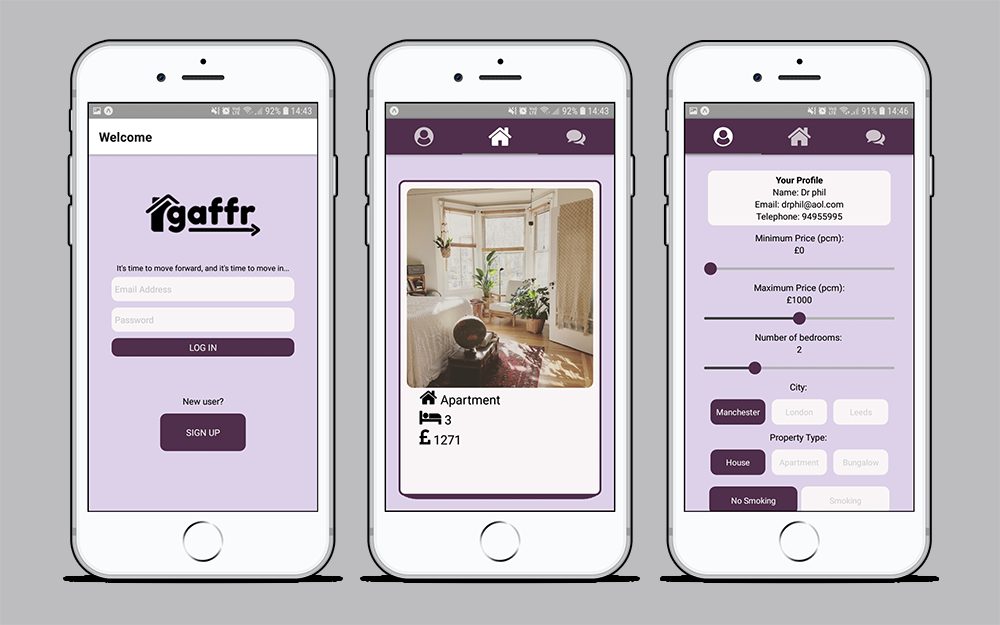 92% 14:43
Welcome
gaffr
It's time to move forward, and it's time to move in...
Email Address
Password
LOG IN
New user?
SIGN UP
92% 14:43
Apartment
3
£ 1271
91% 14:46
Your Profile
Name: Dr phil
Email: drphil@aol.com
Telephone: 94955995
Minimum Price (pcm):
£0
Maximum Price (pcm):
£1000
Number of bedrooms:
2
City:
Manchester London Leeds
Property Type:
House Apartment Bungalow
No Smoking Smoking